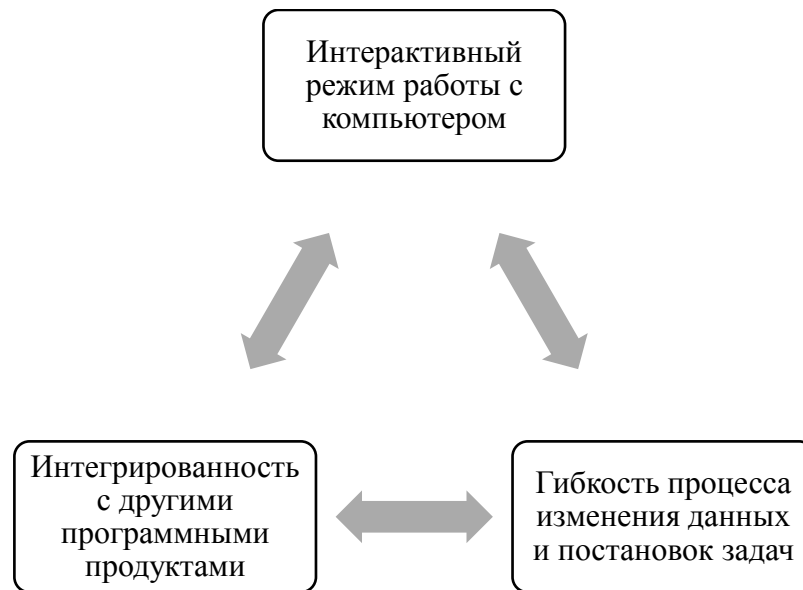 Интерактивный
режим работы с
компьютером
Интегрированность
с другими
программными
продуктами
Гибкость процесса
изменения данных
и постановок задач